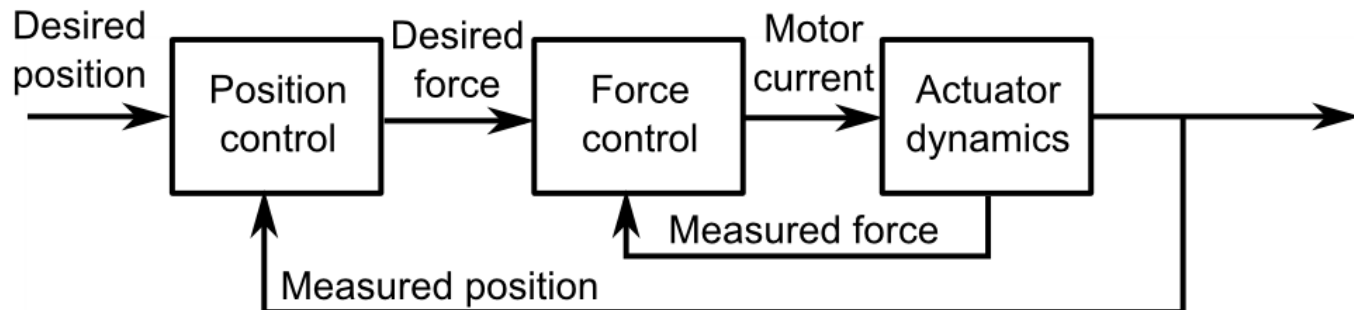 Desired
position
Position
control
Desired
force
Force
control
Motor
current
Actuator
dynamics
Measured force
Measured position